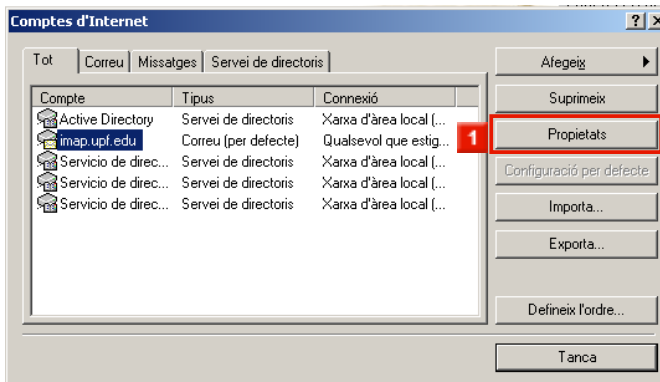 Comptes d'Internet
Tot Correu Missatges Servei de directoris
Compte Tipus Connexió
Active Directory Servei de directoris Xarxa d'àrea local (...
imap.upf.edu Correu (per defecte) Qualsevol que estig...
Servicio de direc... Servei de directoris Xarxa d'àrea local (...
Servicio de direc... Servei de directoris Xarxa d'àrea local (...
Servicio de direc... Servei de directoris Xarxa d'àrea local (...
Afegeix
Suprimeix
1 Propietats
Configuració per defecte
Importa...
Exporta...
Defineix l'ordre...
Tanca